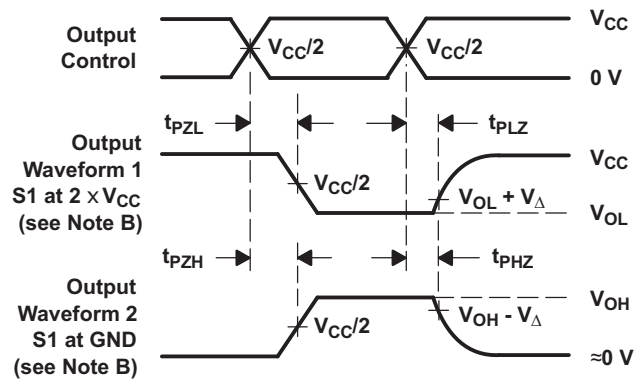 Output
Control
V_CC/2
V_CC/2
V_CC
0 V
t_PZL
t_PLZ
Output
Waveform 1
S1 at 2 x V_CC
(see Note B)
V_CC/2
V_OL + V_Δ
V_CC
V_OL
t_PZH
t_PHZ
Output
Waveform 2
S1 at GND
(see Note B)
V_CC/2
V_OH - V_Δ
V_OH
≈0 V